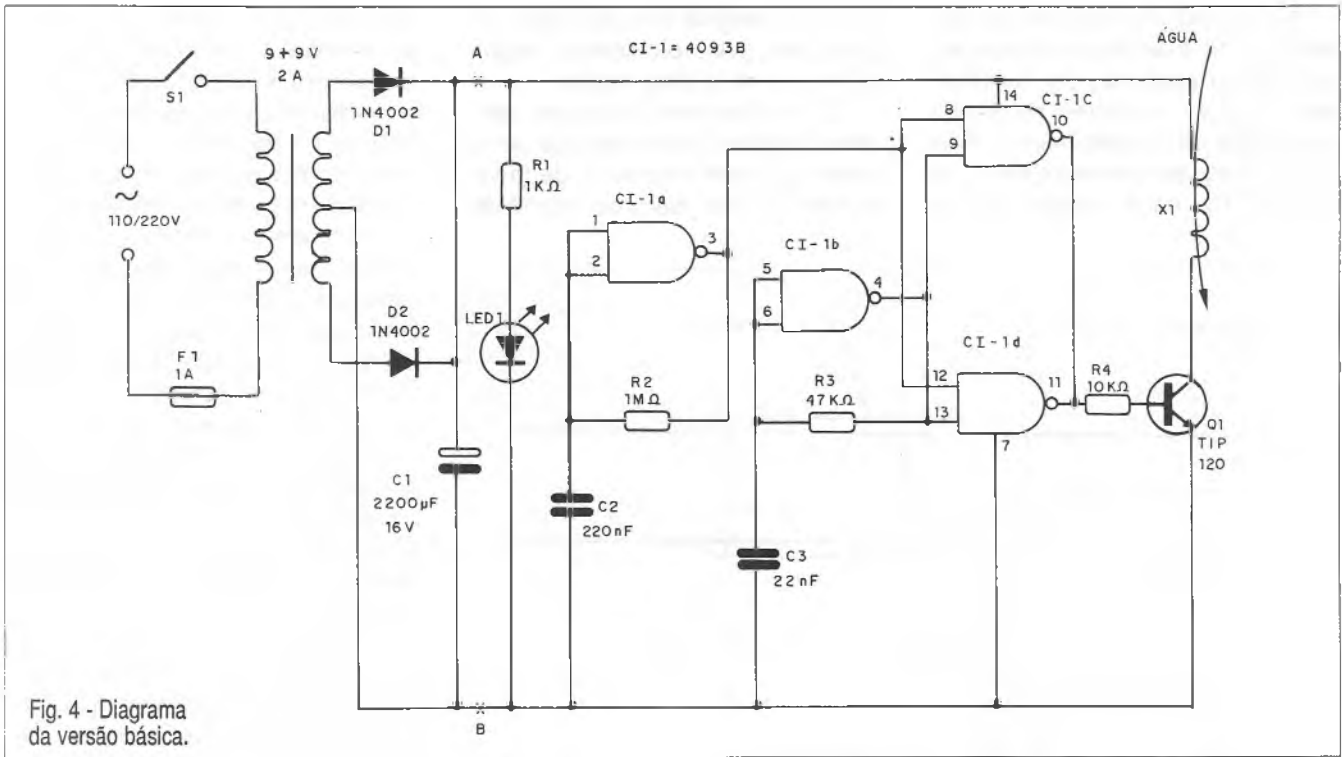 9+9V
2A
S1
110/220V
F1
1A
1N4002
D1
D2
1N4002
A
CI-1=4093B
R1
1KΩ
LED1
C1
2200µF
16V
B
CI-1a
1
2
3
R2
1MΩ
C2
220nF
CI-1b
5
6
4
R3
47KΩ
C3
22nF
14
CI-1C
8
9
10
CI-1d
12
13
11
7
R4
10KΩ
ÁGUA
X1
Q1
TIP
120
Fig. 4 - Diagrama
da versão básica.